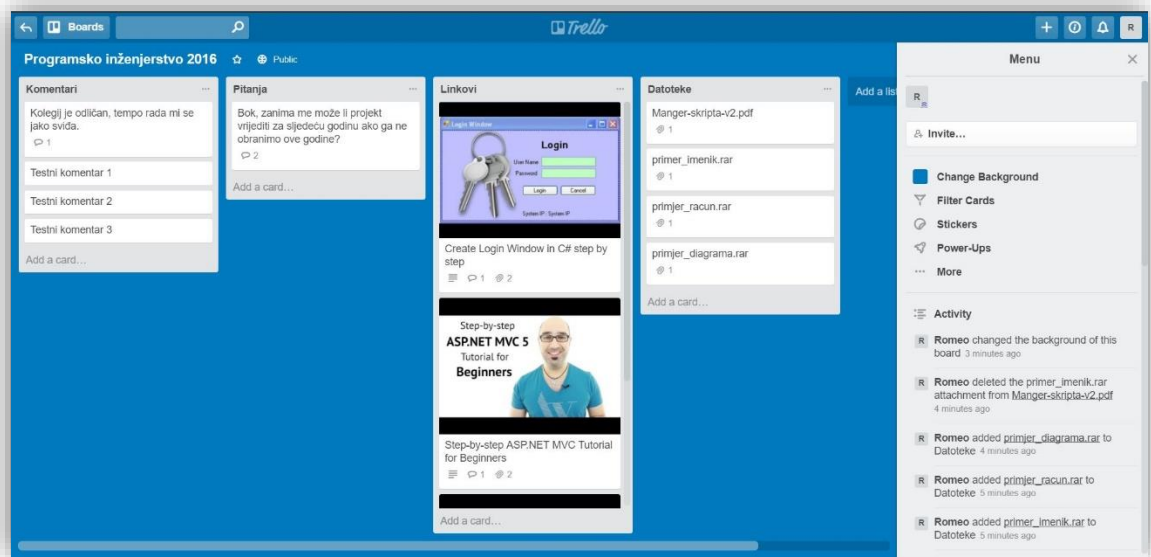 Boards
Trello
R
Programsko inženjerstvo 2016
Public
Komentari
Kolegij je odličan, tempo rada mi se
jako sviđa.
1
Testni komentar 1
Testni komentar 2
Testni komentar 3
Add a card...
Pitanja
Bok, zanima me može li projekt
vrijediti za sljedeću godinu ako ga ne
obranimo ove godine?
2
Add a card...
Linkovi
Login Window
Login
User Name
Password
Login Cancel
System IP : System IP
Create Login Window in C# step by
step
1 2
Step-by-step
ASP.NET MVC 5
Tutorial for
Beginners
Step-by-step ASP.NET MVC Tutorial
for Beginners
1 2
Add a card...
Datoteke
Manger-skripta-v2.pdf
1
primer_imenik.rar
1
primjer_racun.rar
1
primjer_diagrama.rar
1
Add a card...
Add a list
Menu
R
Invite...
Change Background
Filter Cards
Stickers
Power-Ups
More
Activity
R Romeo changed the background of this
board 3 minutes ago
R Romeo deleted the primer_imenik.rar
attachment from Manger-skripta-v2.pdf
4 minutes ago
R Romeo added primjer_diagrama.rar to
Datoteke 4 minutes ago
R Romeo added primjer_racun.rar to
Datoteke 5 minutes ago
R Romeo added primer_imenik.rar to
Datoteke 5 minutes ago